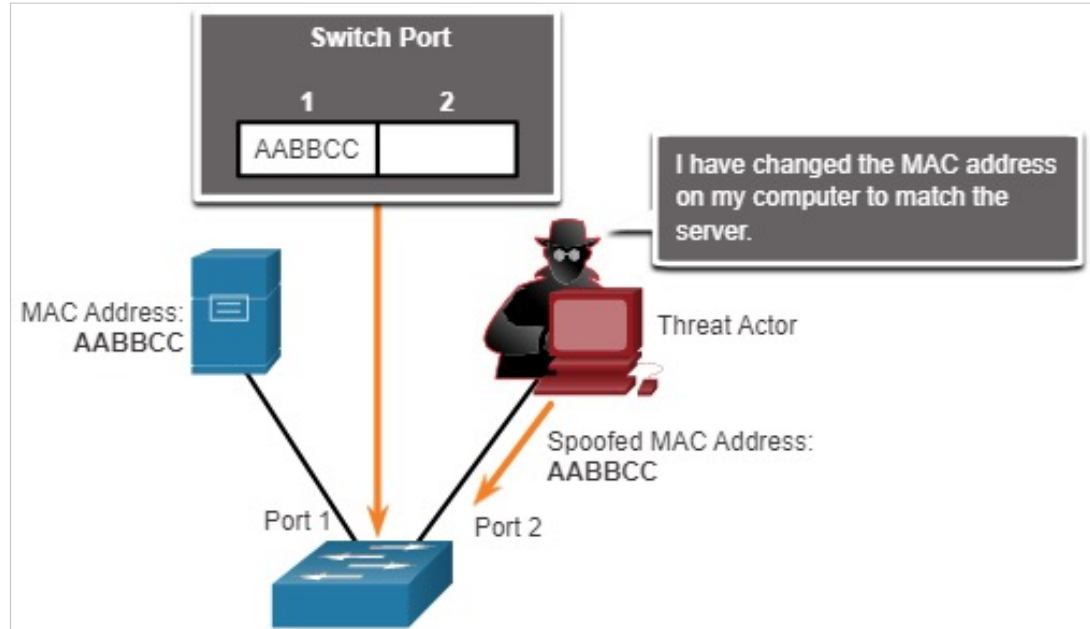 Switch Port
1 2
AABBCC
I have changed the MAC address
on my computer to match the
server.
MAC Address:
AABBCC
Threat Actor
Spoofed MAC Address:
AABBCC
Port 1
Port 2